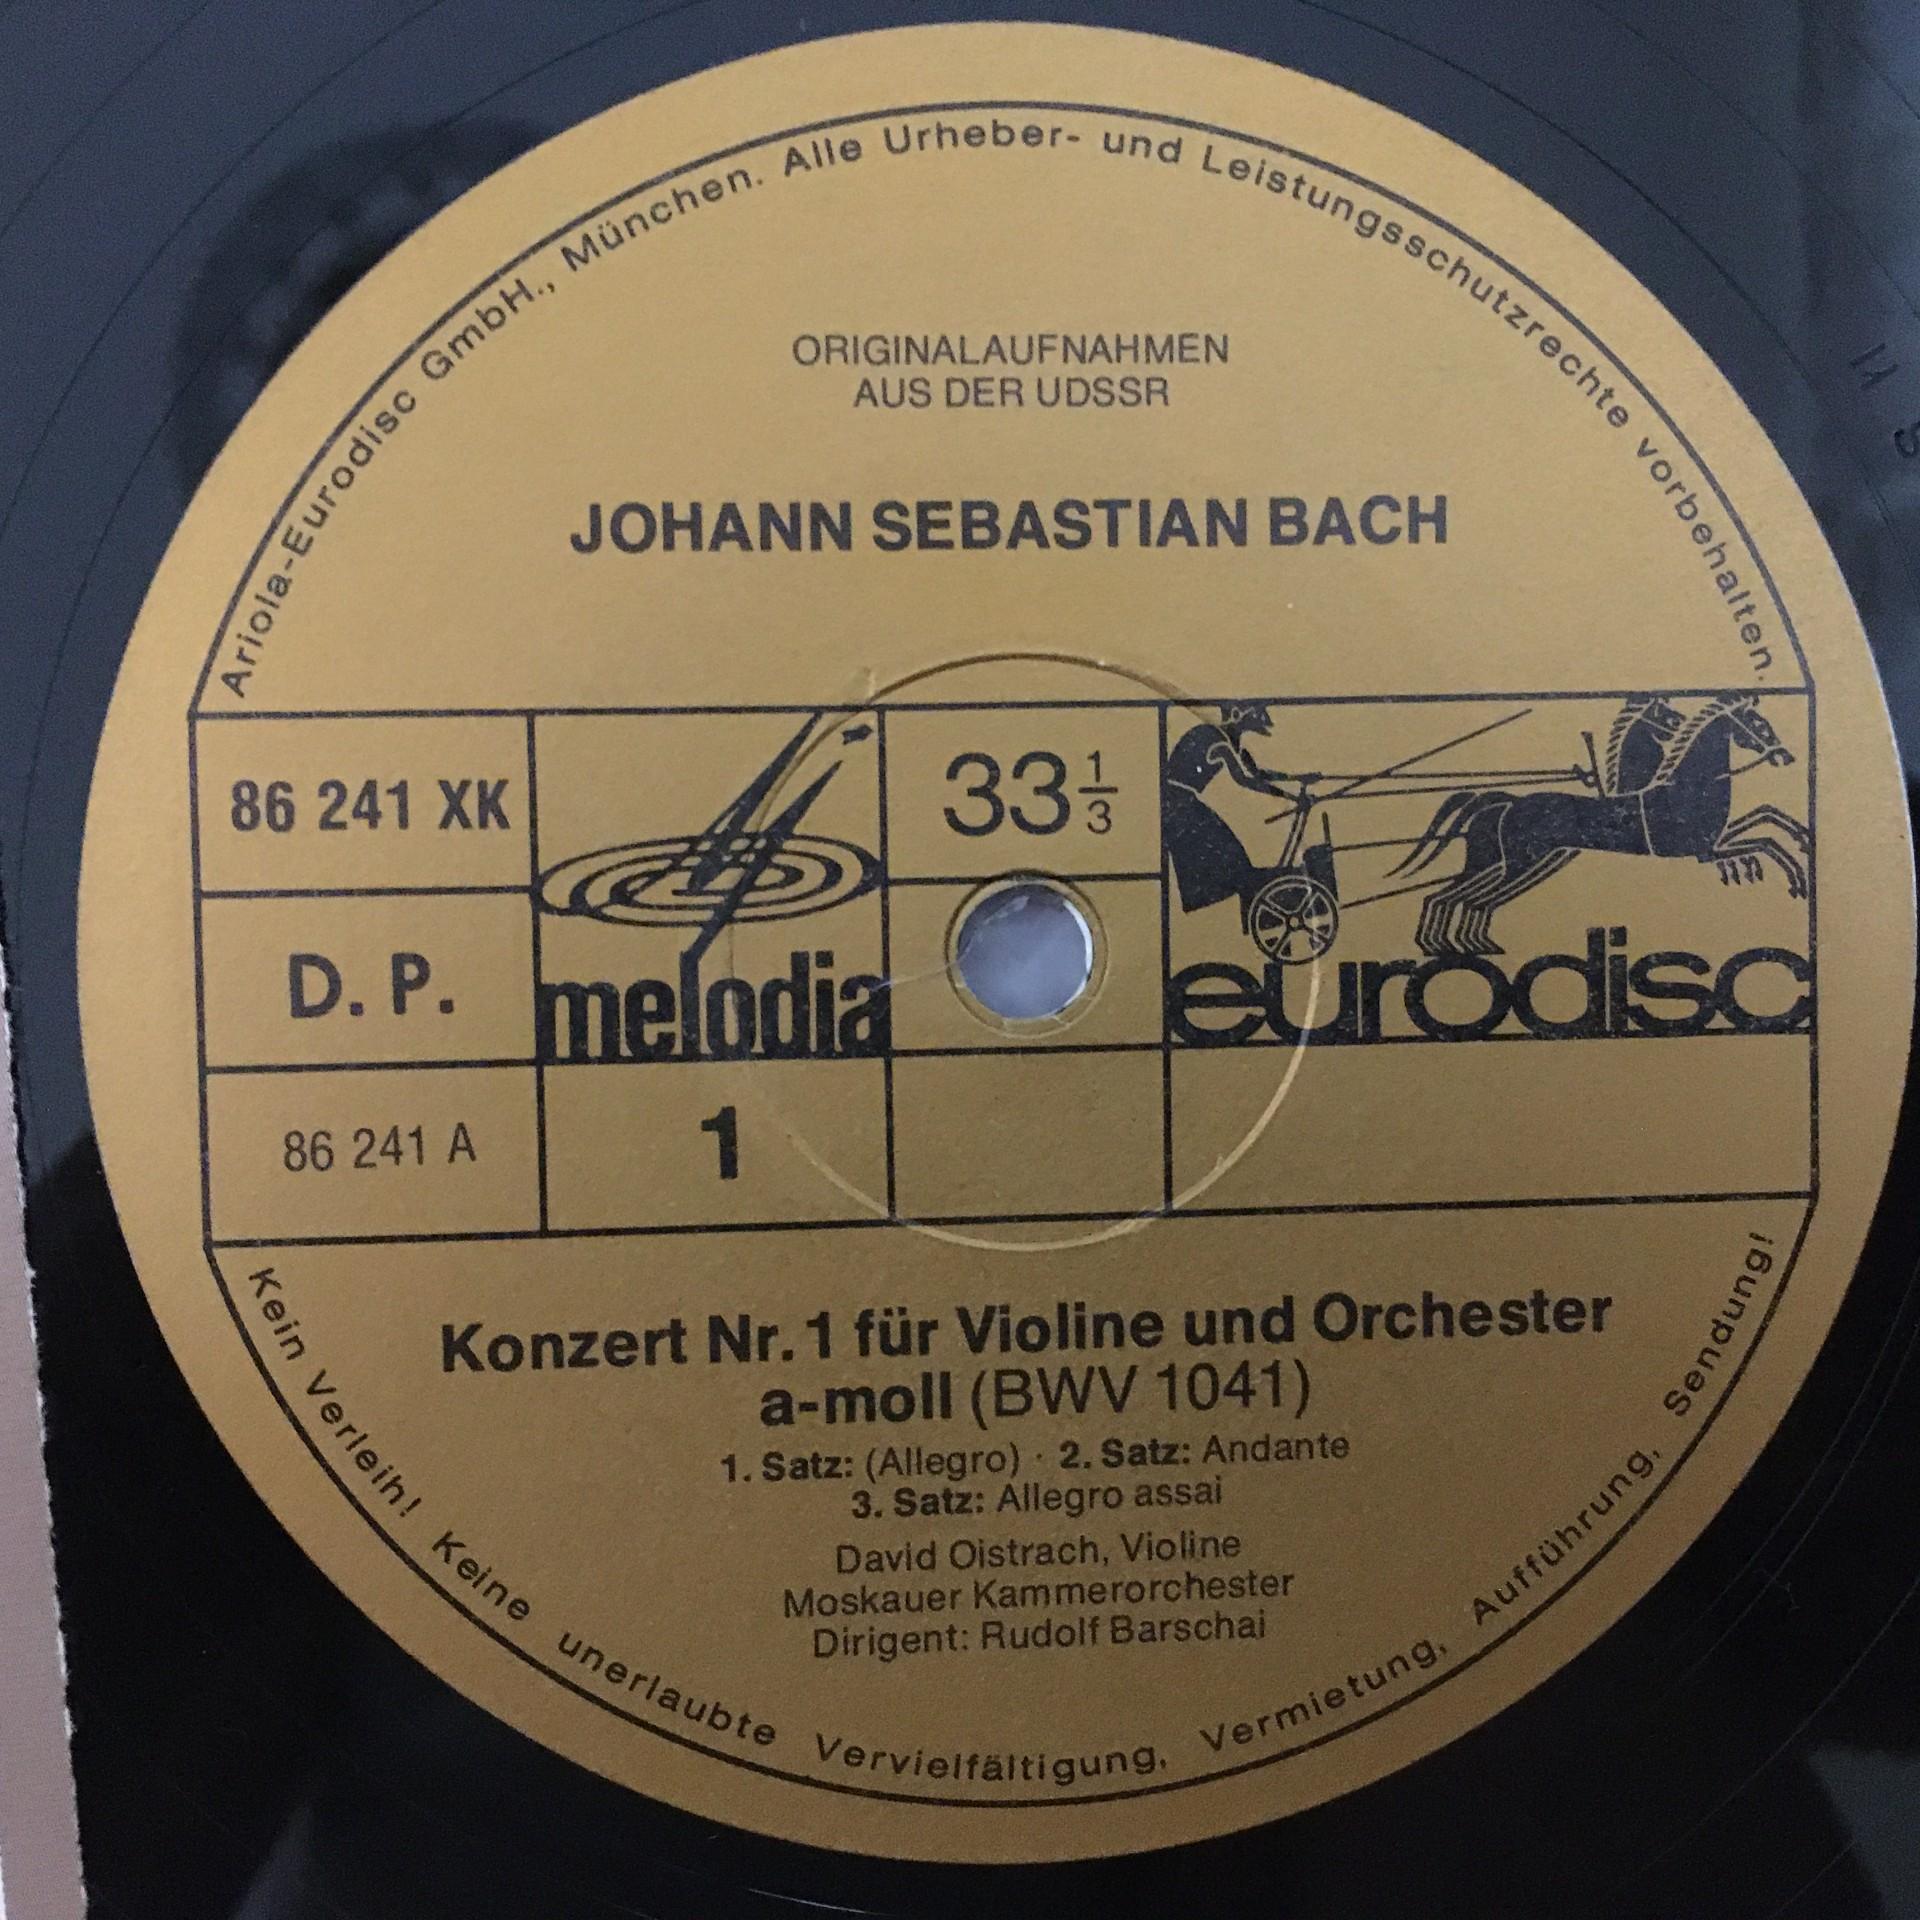 Ariola-Eurodisc GmbH., München. Alle Urheber- und Leistungsschutzrechte vorbehalten.
ORIGINALAUFNAHMEN
AUS DER UDSSR
JOHANN SEBASTIAN BACH
86 241 XK
D. P.
86 241 A
melodia
1
33 1/3
eurodisc
Konzert Nr. 1 für Violine und Orchester
a-moll (BWV 1041)
1. Satz: (Allegro) · 2. Satz: Andante
3. Satz: Allegro assai
David Oistrach, Violine
Moskauer Kammerorchester
Dirigent: Rudolf Barschai
Kein Verleih! Keine unerlaubte Vervielfältigung, Vermietung, Aufführung, Sendung!